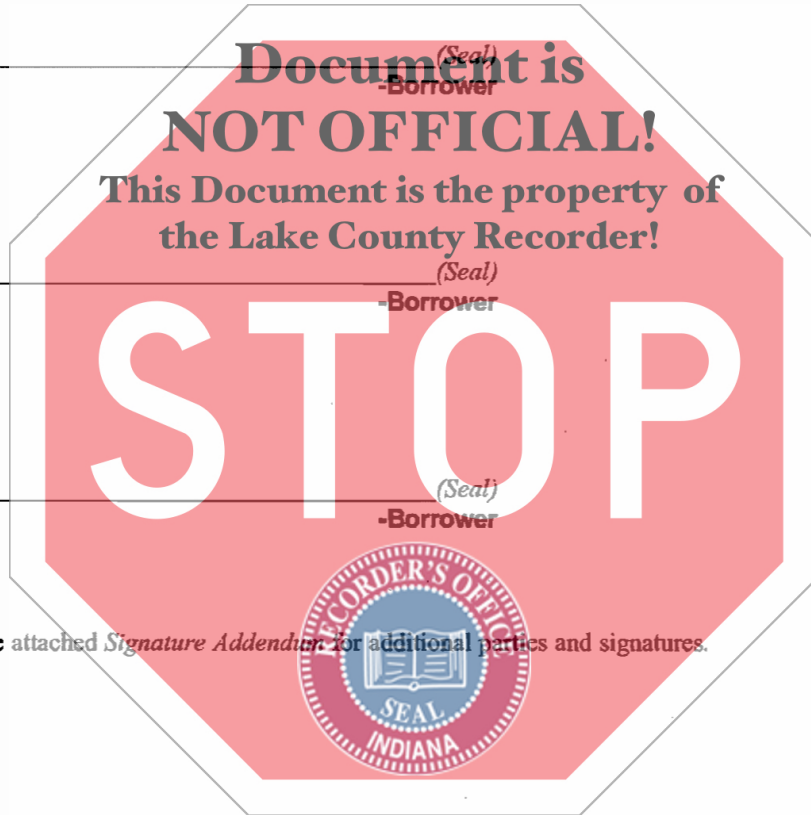 Document is
(Seal)
-Borrower
NOT OFFICIAL!
This Document is the property of
the Lake County Recorder!
(Seal)
-Borrower
STOP
(Seal)
-Borrower
RECORDER'S OFFICE
attached Signature Addendum for additional parties and signatures.
SEAL
INDIANA